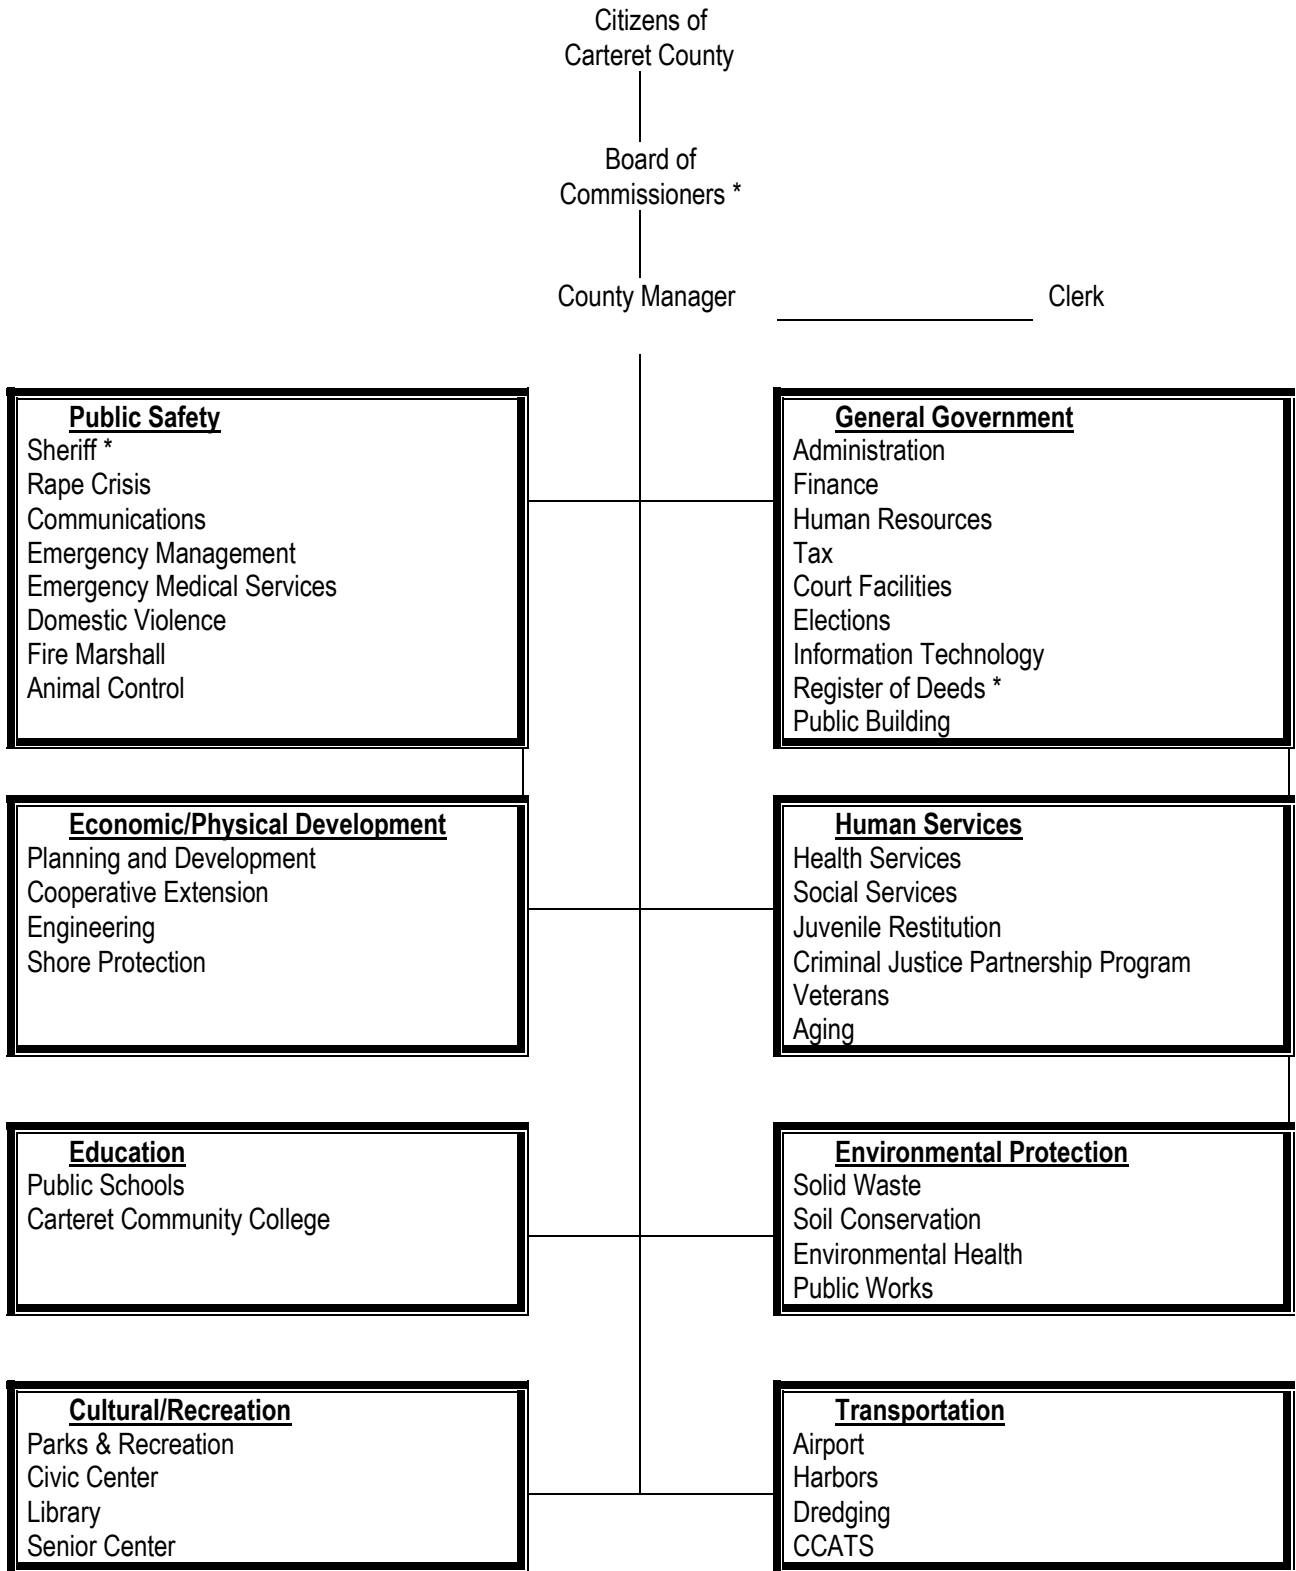 Citizens of
Carteret County
Board of
Commissioners *
County Manager
Clerk
Public Safety
Sheriff *
Rape Crisis
Communications
Emergency Management
Emergency Medical Services
Domestic Violence
Fire Marshall
Animal Control
General Government
Administration
Finance
Human Resources
Tax
Court Facilities
Elections
Information Technology
Register of Deeds *
Public Building
Economic/Physical Development
Planning and Development
Cooperative Extension
Engineering
Shore Protection
Human Services
Health Services
Social Services
Juvenile Restitution
Criminal Justice Partnership Program
Veterans
Aging
Education
Public Schools
Carteret Community College
Environmental Protection
Solid Waste
Soil Conservation
Environmental Health
Public Works
Cultural/Recreation
Parks & Recreation
Civic Center
Library
Senior Center
Transportation
Airport
Harbors
Dredging
CCATS